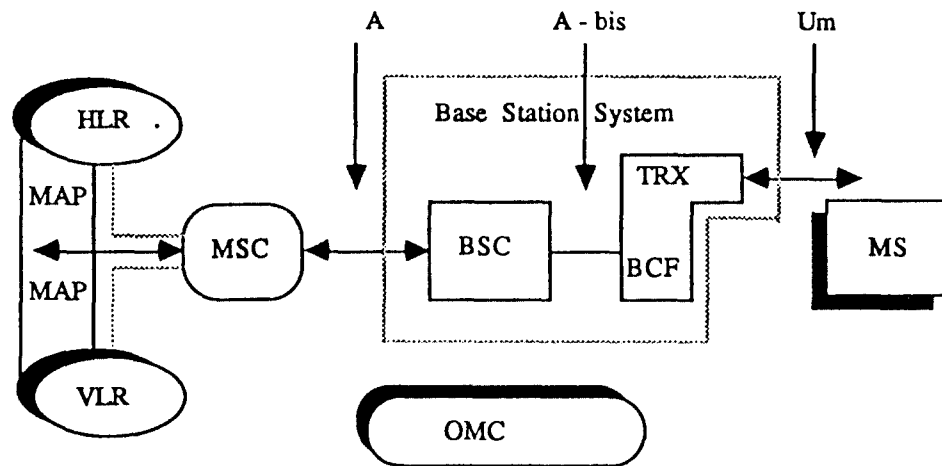 A
A - bis
Um
Base Station System
HLR
MAP
MAP
VLR
MSC
BSC
TRX
BCF
MS
OMC